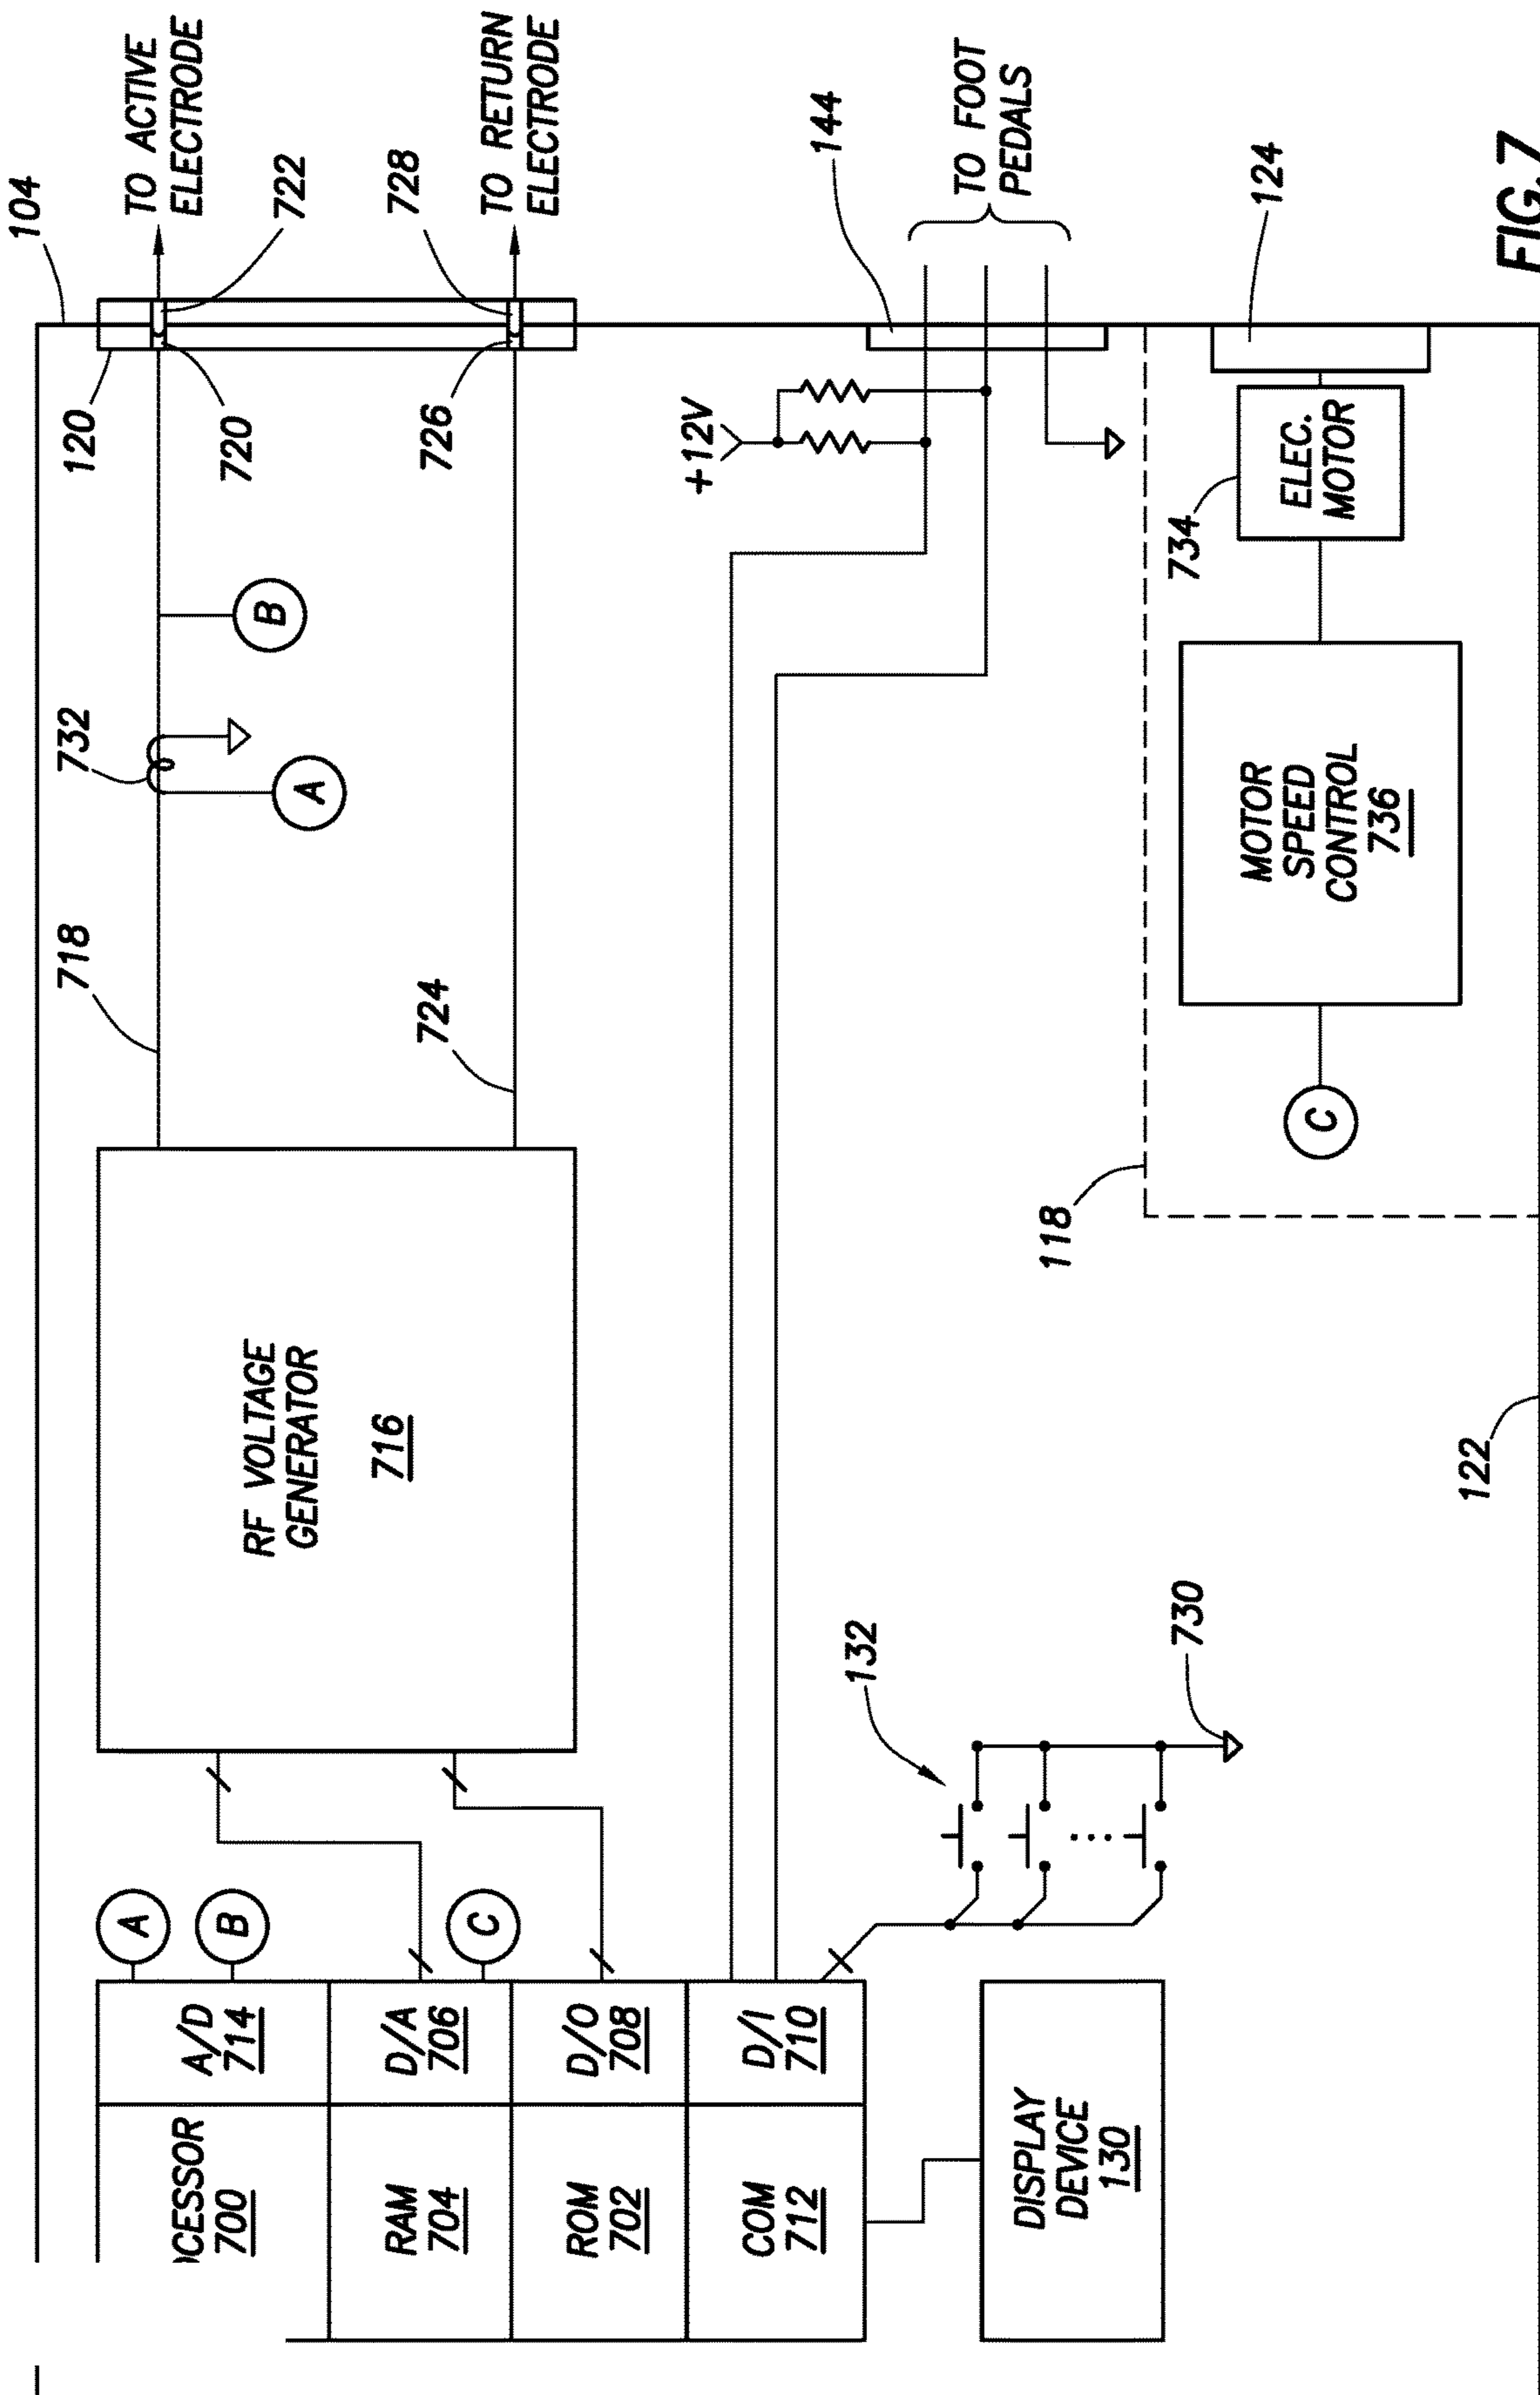 CESSOR
700
A/D
714
A
B
RAM
704
D/A
706
C
ROM
702
D/O
708
COM
712
D/I
710
DISPLAY
DEVICE
130
132
730
RF VOLTAGE
GENERATOR
716
718
724
732
A
B
120
720
726
104
TO ACTIVE
ELECTRODE
722
728
TO RETURN
ELECTRODE
+12V
144
TO FOOT
PEDALS
118
C
MOTOR
SPEED
CONTROL
736
734
ELEC.
MOTOR
124
122
FIG.7